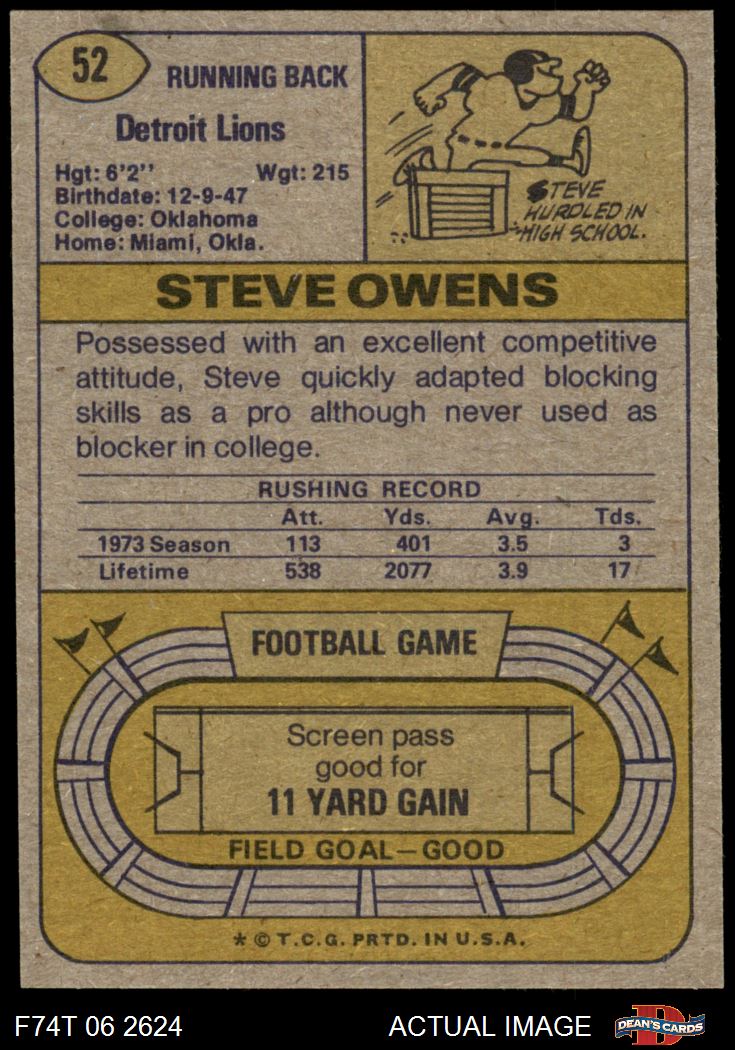 52
RUNNING BACK
Detroit Lions
Hgt: 6'2'' Wgt: 215
Birthdate: 12-9-47
College: Oklahoma
Home: Miami, Okla.
STEVE
HURDLED IN
HIGH SCHOOL.
STEVE OWENS
Possessed with an excellent competitive
attitude, Steve quickly adapted blocking
skills as a pro although never used as
blocker in college.
RUSHING RECORD
Att. Yds. Avg. Tds.
1973 Season 113 401 3.5 3
Lifetime 538 2077 3.9 17
FOOTBALL GAME
Screen pass
good for
11 YARD GAIN
FIELD GOAL—GOOD
* © T.C.G. PRTD. IN U.S.A.
F74T 06 2624 ACTUAL IMAGE
D
DEAN'S CARDS